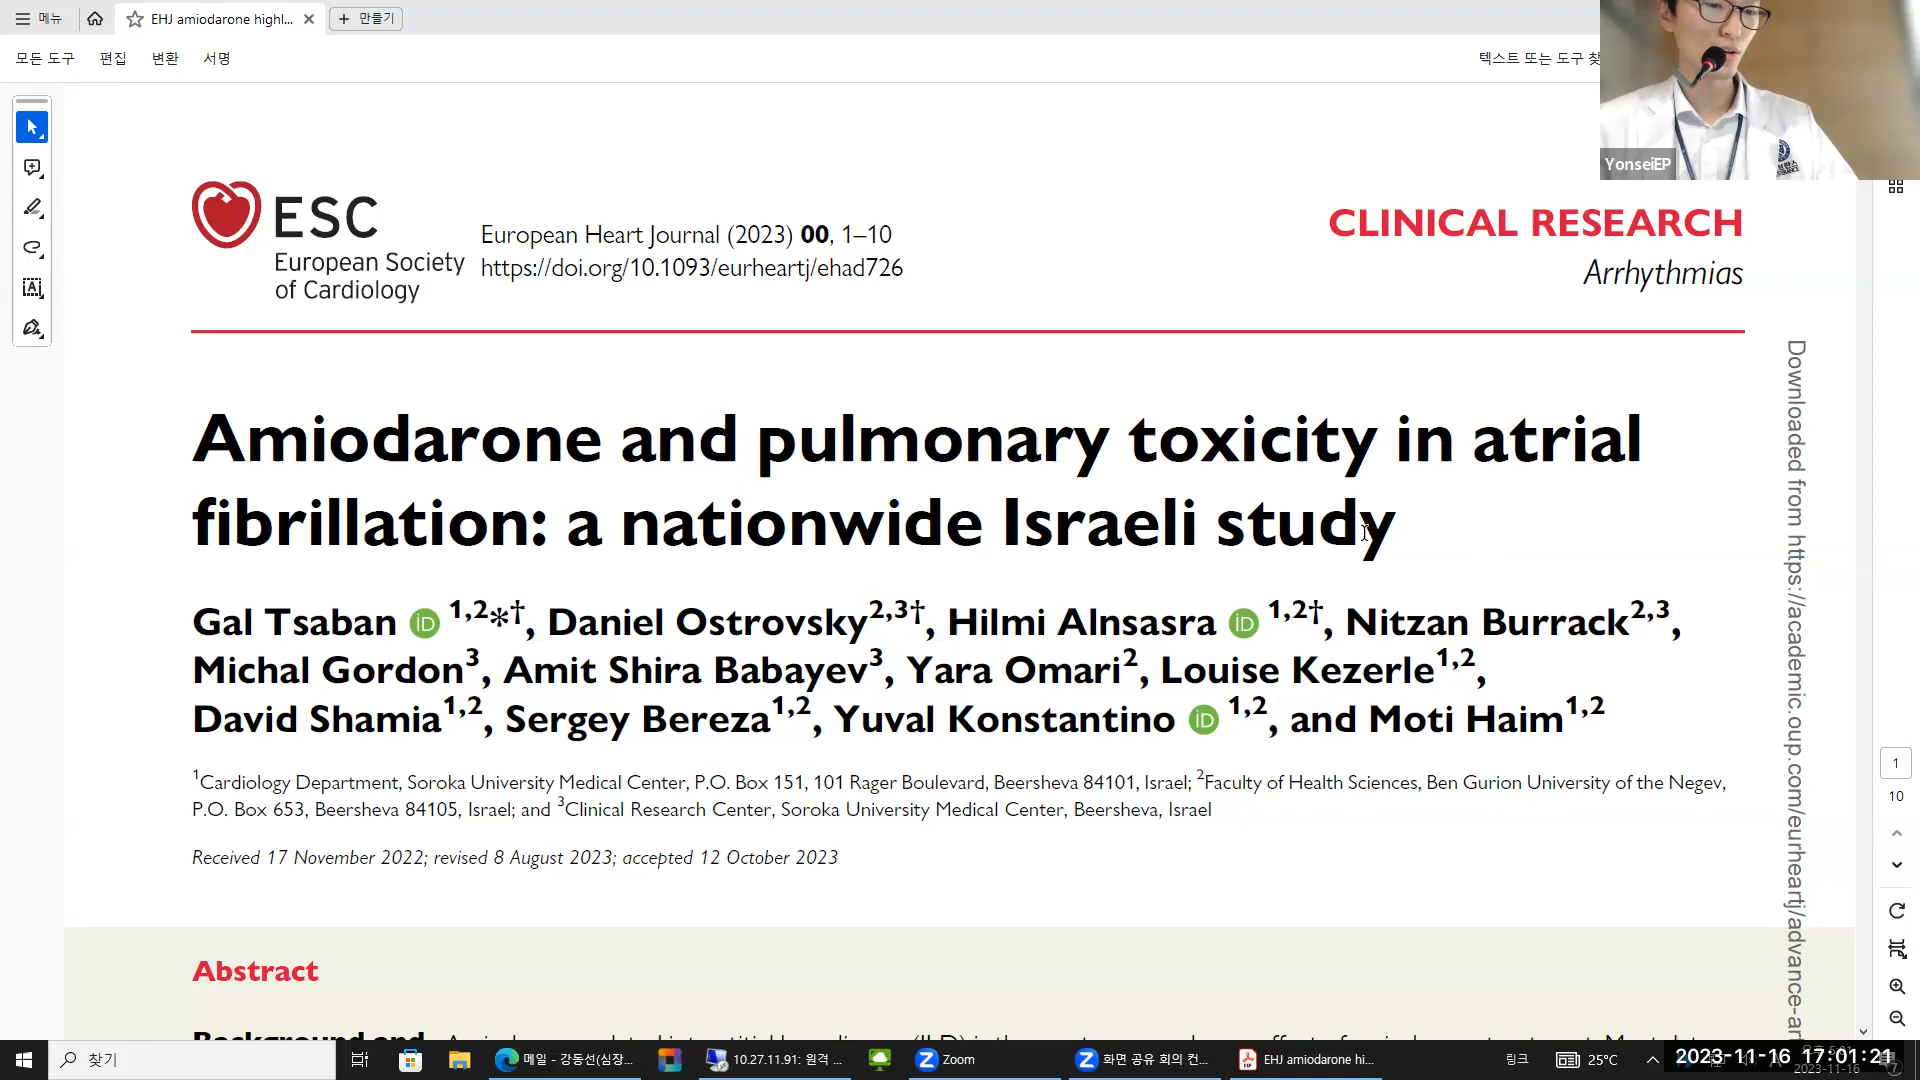 메뉴
EHJ amiodarone highl...
만들기
모든 도구
편집
변환
서명
텍스트 또는 도구 찾
YonseiEP
ESC
European Society
of Cardiology
European Heart Journal (2023) 00, 1–10
https://doi.org/10.1093/eurheartj/ehad726
CLINICAL RESEARCH
Arrhythmias
Amiodarone and pulmonary toxicity in atrial
fibrillation: a nationwide Israeli study
Gal Tsaban iD 1,2*†, Daniel Ostrovsky2,3†, Hilmi Alnsasra iD 1,2†, Nitzan Burrack2,3,
Michal Gordon3, Amit Shira Babayev3, Yara Omari2, Louise Kezerle1,2,
David Shamia1,2, Sergey Bereza1,2, Yuval Konstantino iD 1,2, and Moti Haim1,2
1Cardiology Department, Soroka University Medical Center, P.O. Box 151, 101 Rager Boulevard, Beersheva 84101, Israel; 2Faculty of Health Sciences, Ben Gurion University of the Negev,
P.O. Box 653, Beersheva 84105, Israel; and 3Clinical Research Center, Soroka University Medical Center, Beersheva, Israel
Received 17 November 2022; revised 8 August 2023; accepted 12 October 2023
Abstract
Background and
Downloaded from https://academic.oup.com/eurheartj/advance-ar
1
10
찾기
메일 - 강동선(심장...
10.27.11.91: 원격 ...
Zoom
화면 공유 회의 컨...
EHJ amiodarone hi...
링크
25°C
2023-11-16 17:01:21
2023-11-16